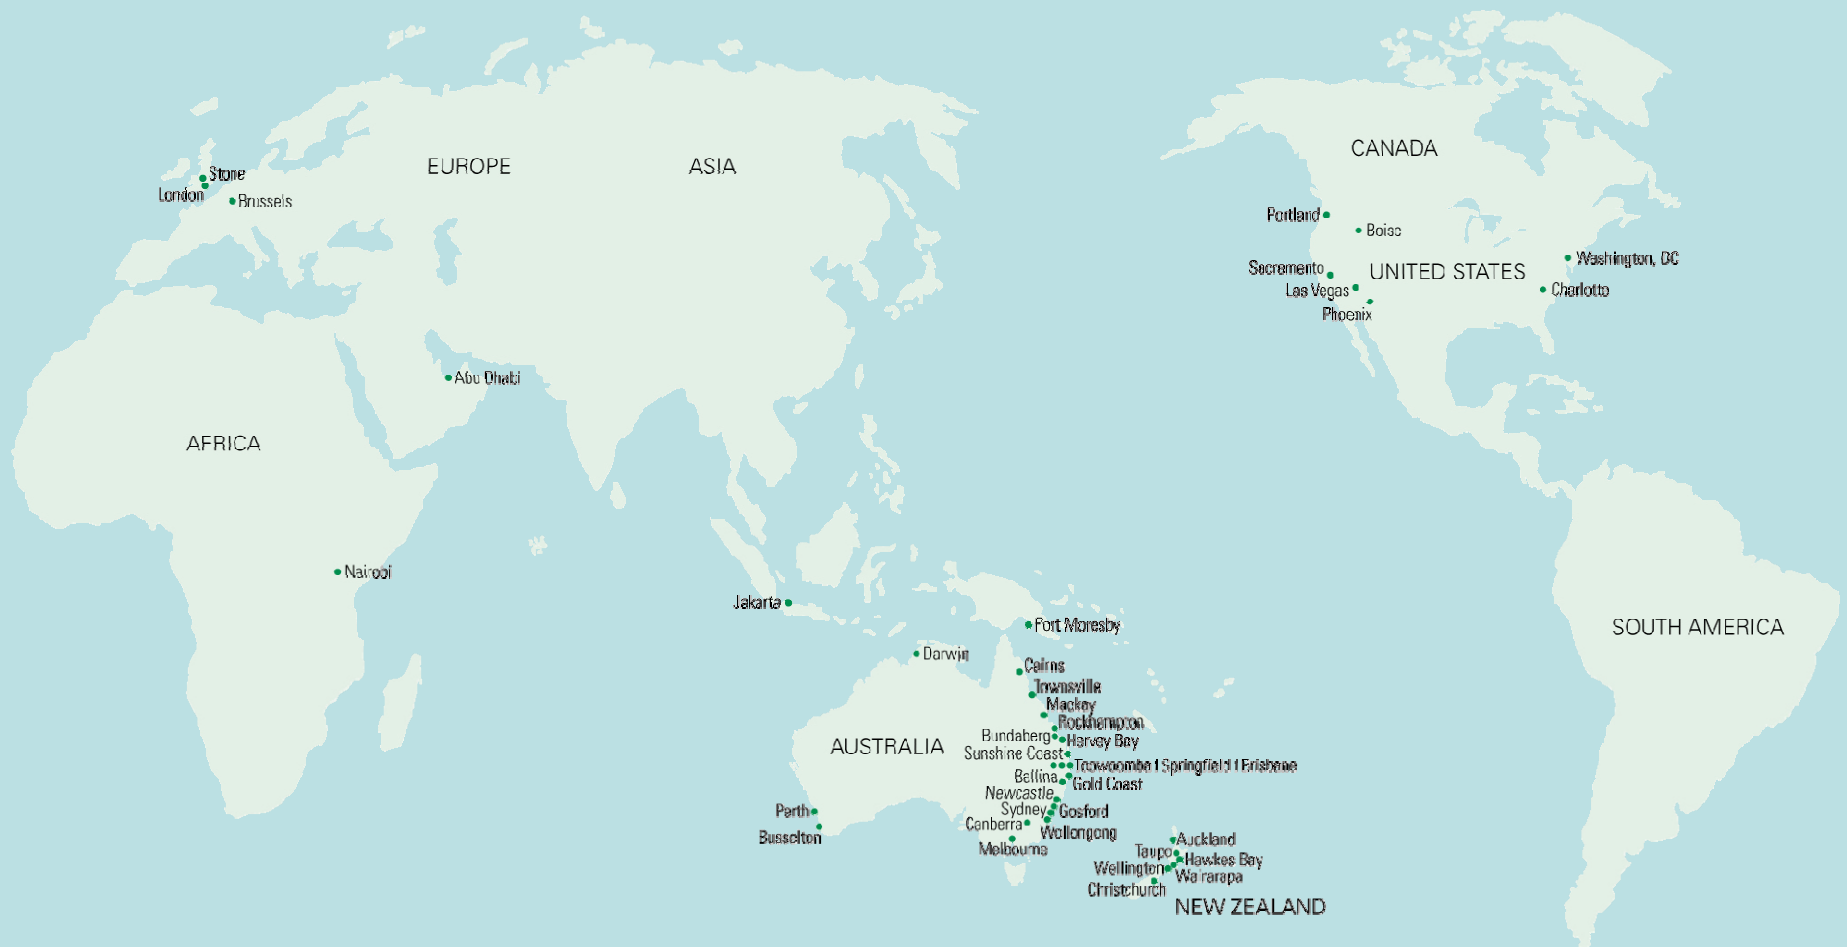 CANADA
EUROPE
ASIA
Stone
London
Brussels
Portland
Boise
Washington, DC
Sacramento
UNITED STATES
Las Vegas
Charlotte
Phoenix
Abu Dhabi
AFRICA
Nairobi
Jakarta
Port Moresby
SOUTH AMERICA
Darwin
Cairns
Townsville
Mackay
Rockhampton
Bundaberg
Harvey Bay
AUSTRALIA
Sunshine Coast
Toowoomba | Springfield | Brisbane
Ballina
Gold Coast
Newcastle
Sydney
Gosford
Perth
Canberra
Wollongong
Busselton
Melbourne
Auckland
Taupo
Hawkes Bay
Wellington
Wairarapa
Christchurch
NEW ZEALAND